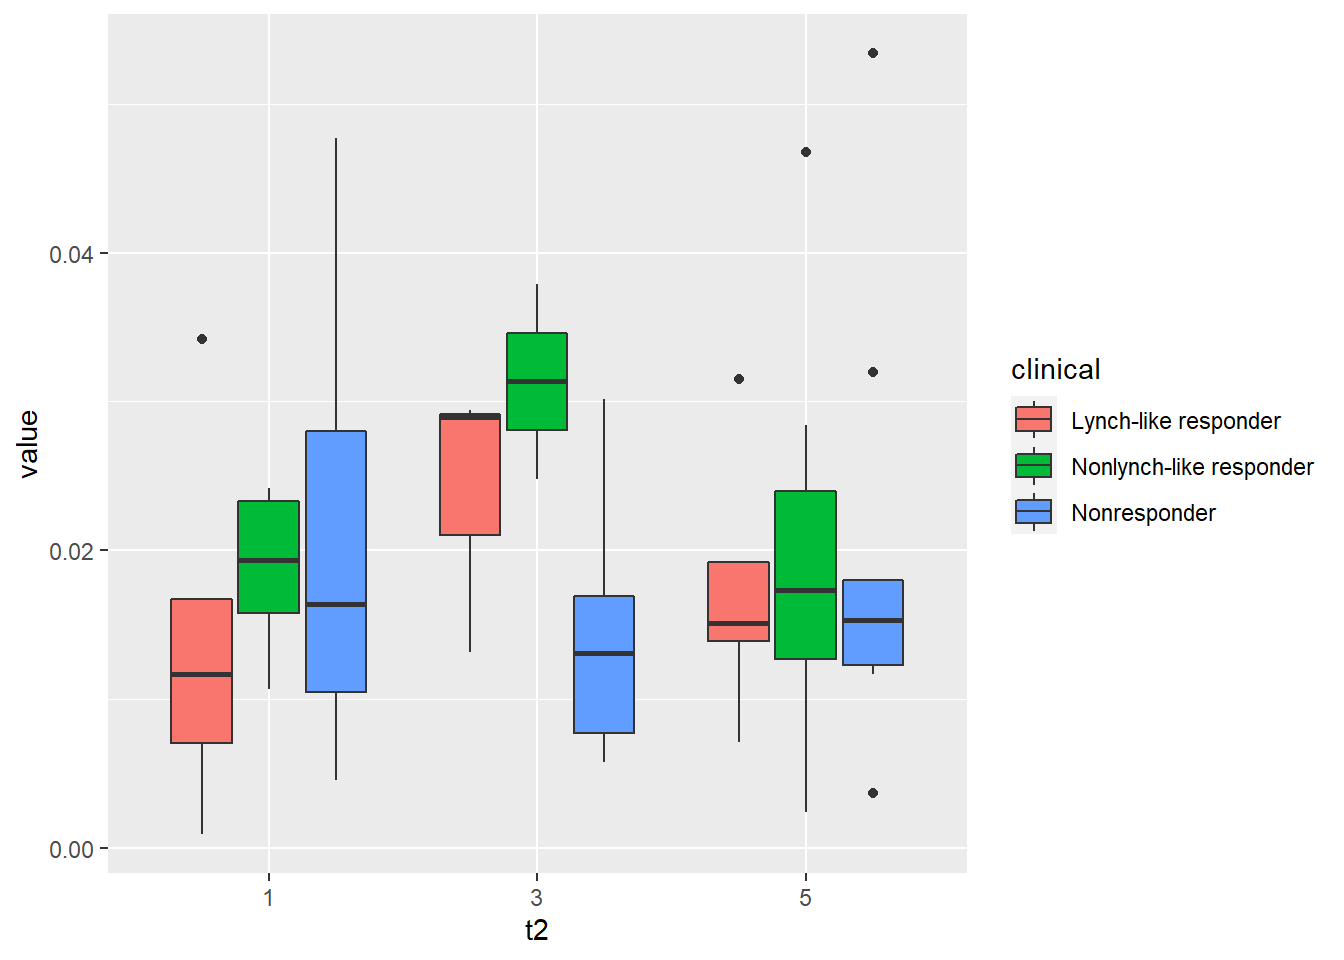 0.04
0.02
0.00
value
1
3
5
t2
clinical
Lynch-like responder
Nonlynch-like responder
Nonresponder